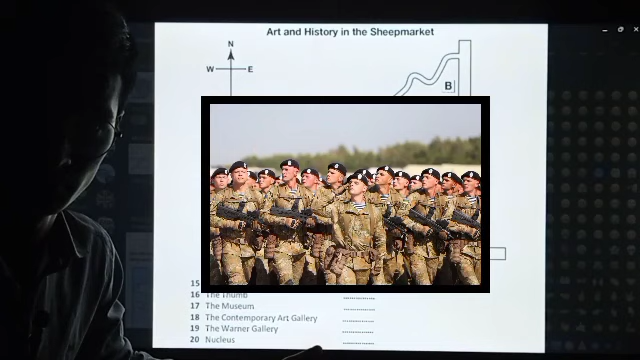 Art and History in the Sheepmarket
N
W E
B
15
16 The Thumb ...............
17 The Museum ...............
18 The Contemporary Art Gallery ...............
19 The Warner Gallery ...............
20 Nucleus ...............